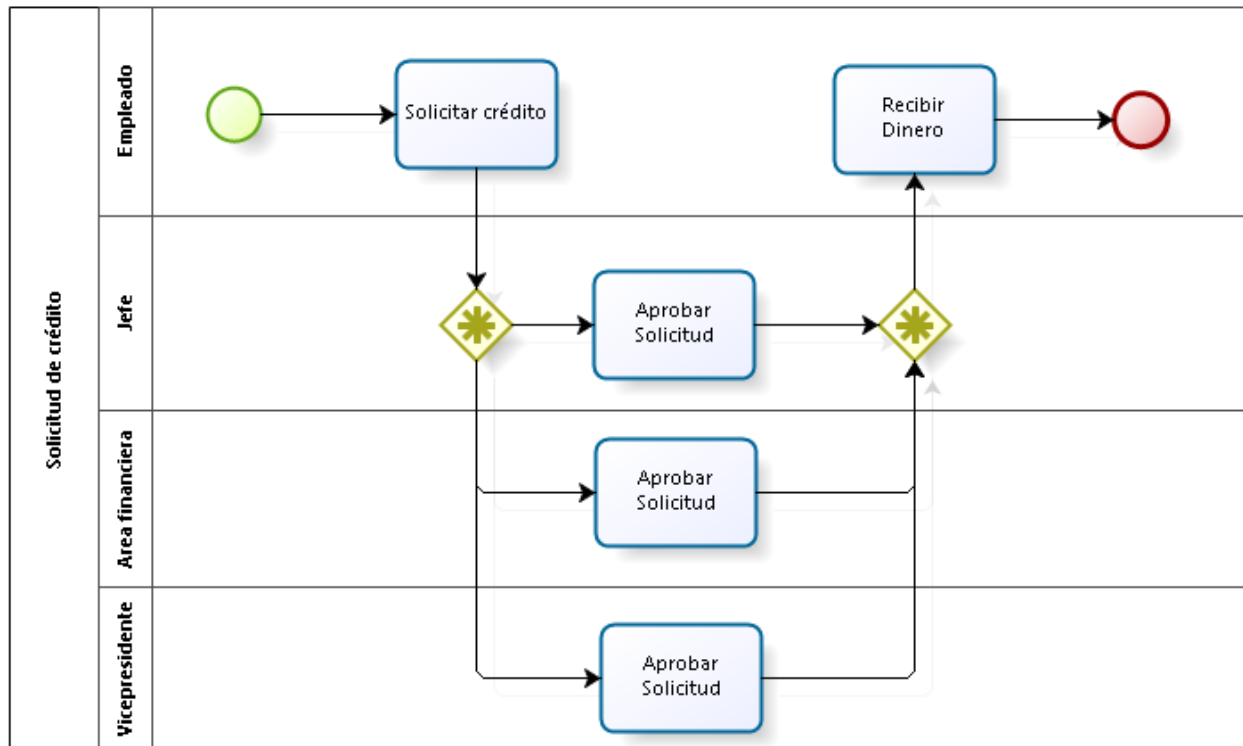 Solicitud de crédito
Empleado
Solicitar crédito
Recibir
Dinero
Jefe
Aprobar
Solicitud
Area financiera
Aprobar
Solicitud
Vicepresidente
Aprobar
Solicitud